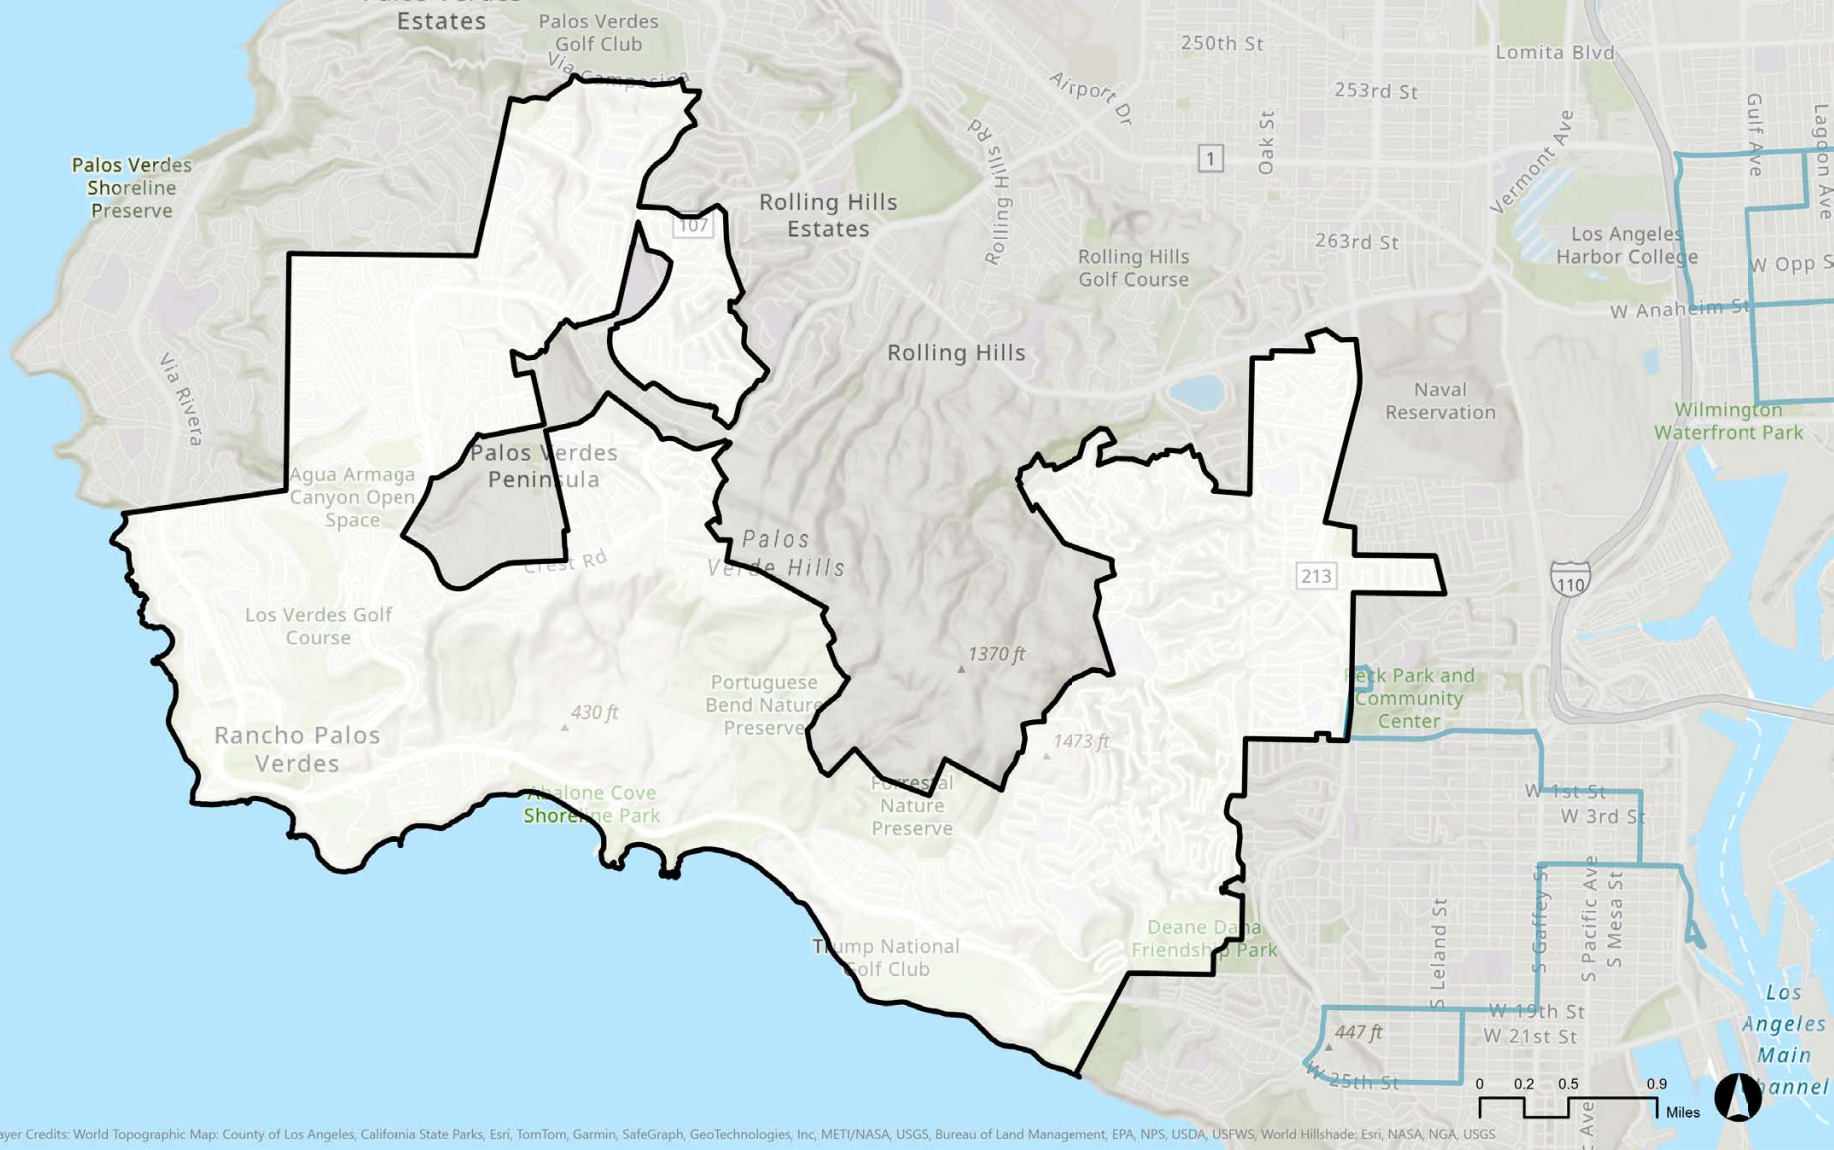 Palos Verdes
Estates
Palos Verdes
Golf Club
Via Campesina
250th St
Lomita Blvd
Airport Dr
253rd St
Oak St
Vermont Ave
Gulf Ave
Lagoon Ave
Palos Verdes
Shoreline
Preserve
Rolling Hills Rd
1
Rolling Hills
Estates
107
263rd St
Los Angeles
Harbor College
Rolling Hills
Golf Course
W Opp S
W Anaheim St
Via Rivera
Rolling Hills
Naval
Reservation
Wilmington
Waterfront Park
Palos Verdes
Peninsula
Agua Armaga
Canyon Open
Space
Crest Rd
Palos
Verde Hills
213
110
Los Verdes Golf
Course
1370 ft
Peck Park and
Community
Center
Portuguese
Bend Nature
Preserve
430 ft
Rancho Palos
Verdes
1473 ft
Abalone Cove
Shoreline Park
Forrestal
Nature
Preserve
W 1st St
W 3rd St
S Leland St
S Gaffey St
S Pacific Ave
S Mesa St
Deane Dana
Friendship Park
Trump National
Golf Club
W 19th St
W 21st St
447 ft
W 25th St
Los
Angeles
Main
Channel
0 0.2 0.5 0.9
Miles
c Ave
ayer Credits: World Topographic Map: County of Los Angeles, California State Parks, Esri, TomTom, Garmin, SafeGraph, GeoTechnologies, Inc, METI/NASA, USGS, Bureau of Land Management, EPA, NPS, USDA, USFWS, World Hillshade: Esri, NASA, NGA, USGS